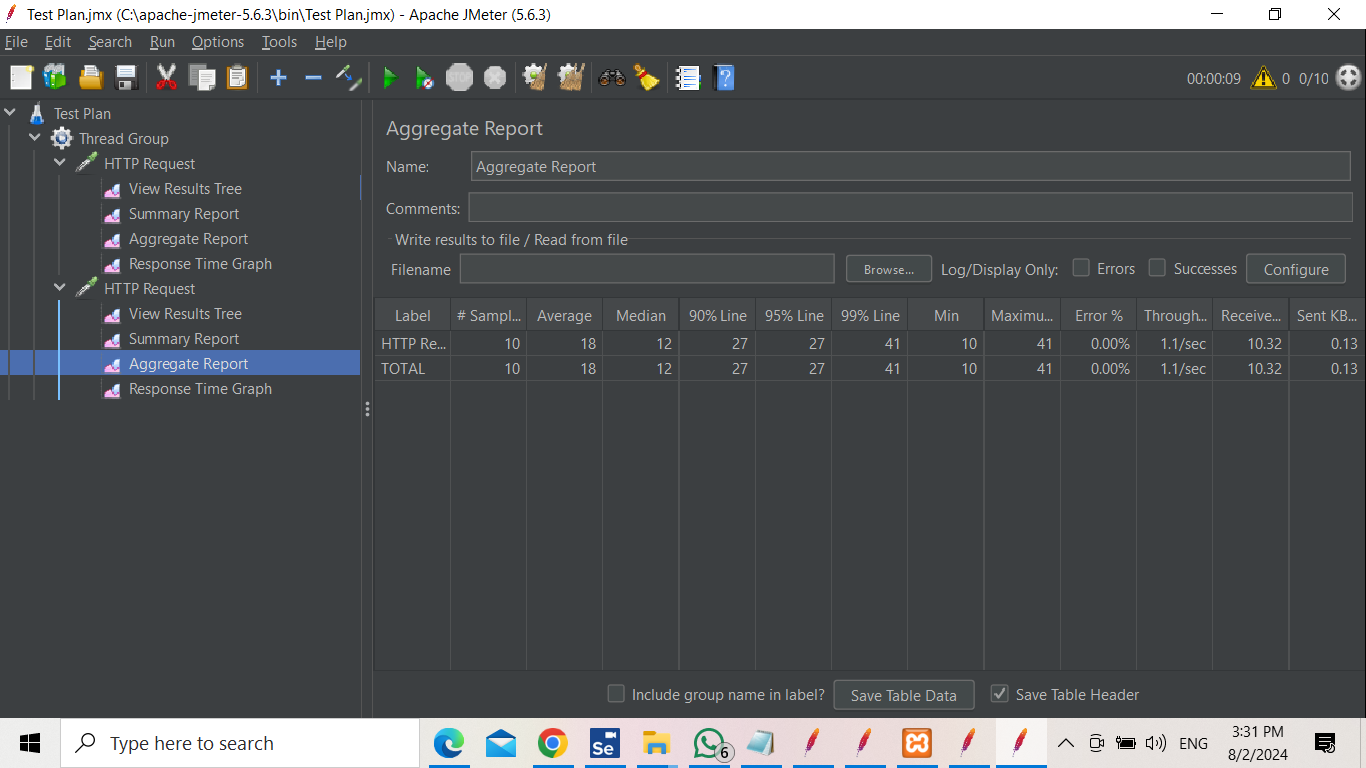 Test Plan.jmx (C:\apache-jmeter-5.6.3\bin\Test Plan.jmx) - Apache JMeter (5.6.3)
File Edit Search Run Options Tools Help
STOP 00:00:09 0 0/10
Test Plan
Thread Group
HTTP Request
View Results Tree
Summary Report
Aggregate Report
Response Time Graph
HTTP Request
View Results Tree
Summary Report
Aggregate Report
Response Time Graph
Aggregate Report
Name: Aggregate Report
Comments:
Write results to file / Read from file
Filename Browse... Log/Display Only: Errors Successes Configure
Label # Sampl... Average Median 90% Line 95% Line 99% Line Min Maximu... Error % Through... Receive... Sent KB...
HTTP Re... 10 18 12 27 27 41 10 41 0.00% 1.1/sec 10.32 0.13
TOTAL 10 18 12 27 27 41 10 41 0.00% 1.1/sec 10.32 0.13
Include group name in label? Save Table Data Save Table Header
Type here to search Se 6 ENG 3:31 PM
8/2/2024